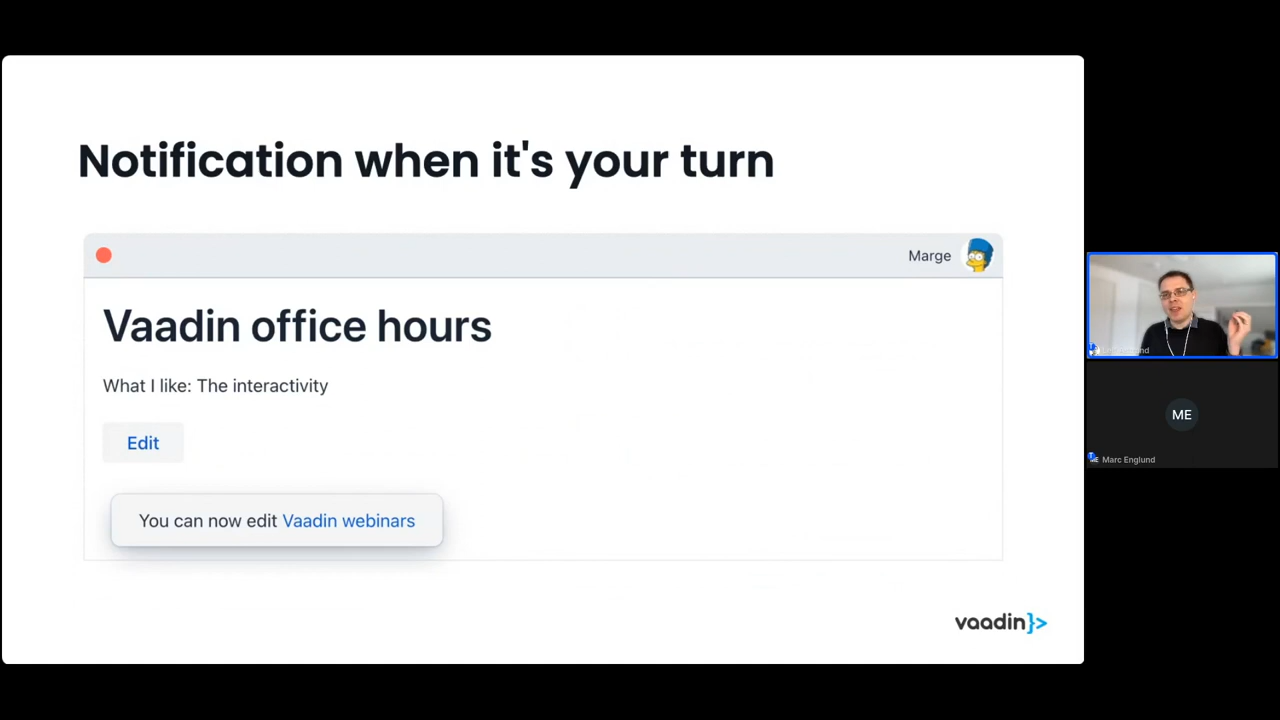 Notification when it's your turn
Marge
Vaadin office hours
What I like: The interactivity
Edit
You can now edit Vaadin webinars
vaadin}>
ME
Marc Englund